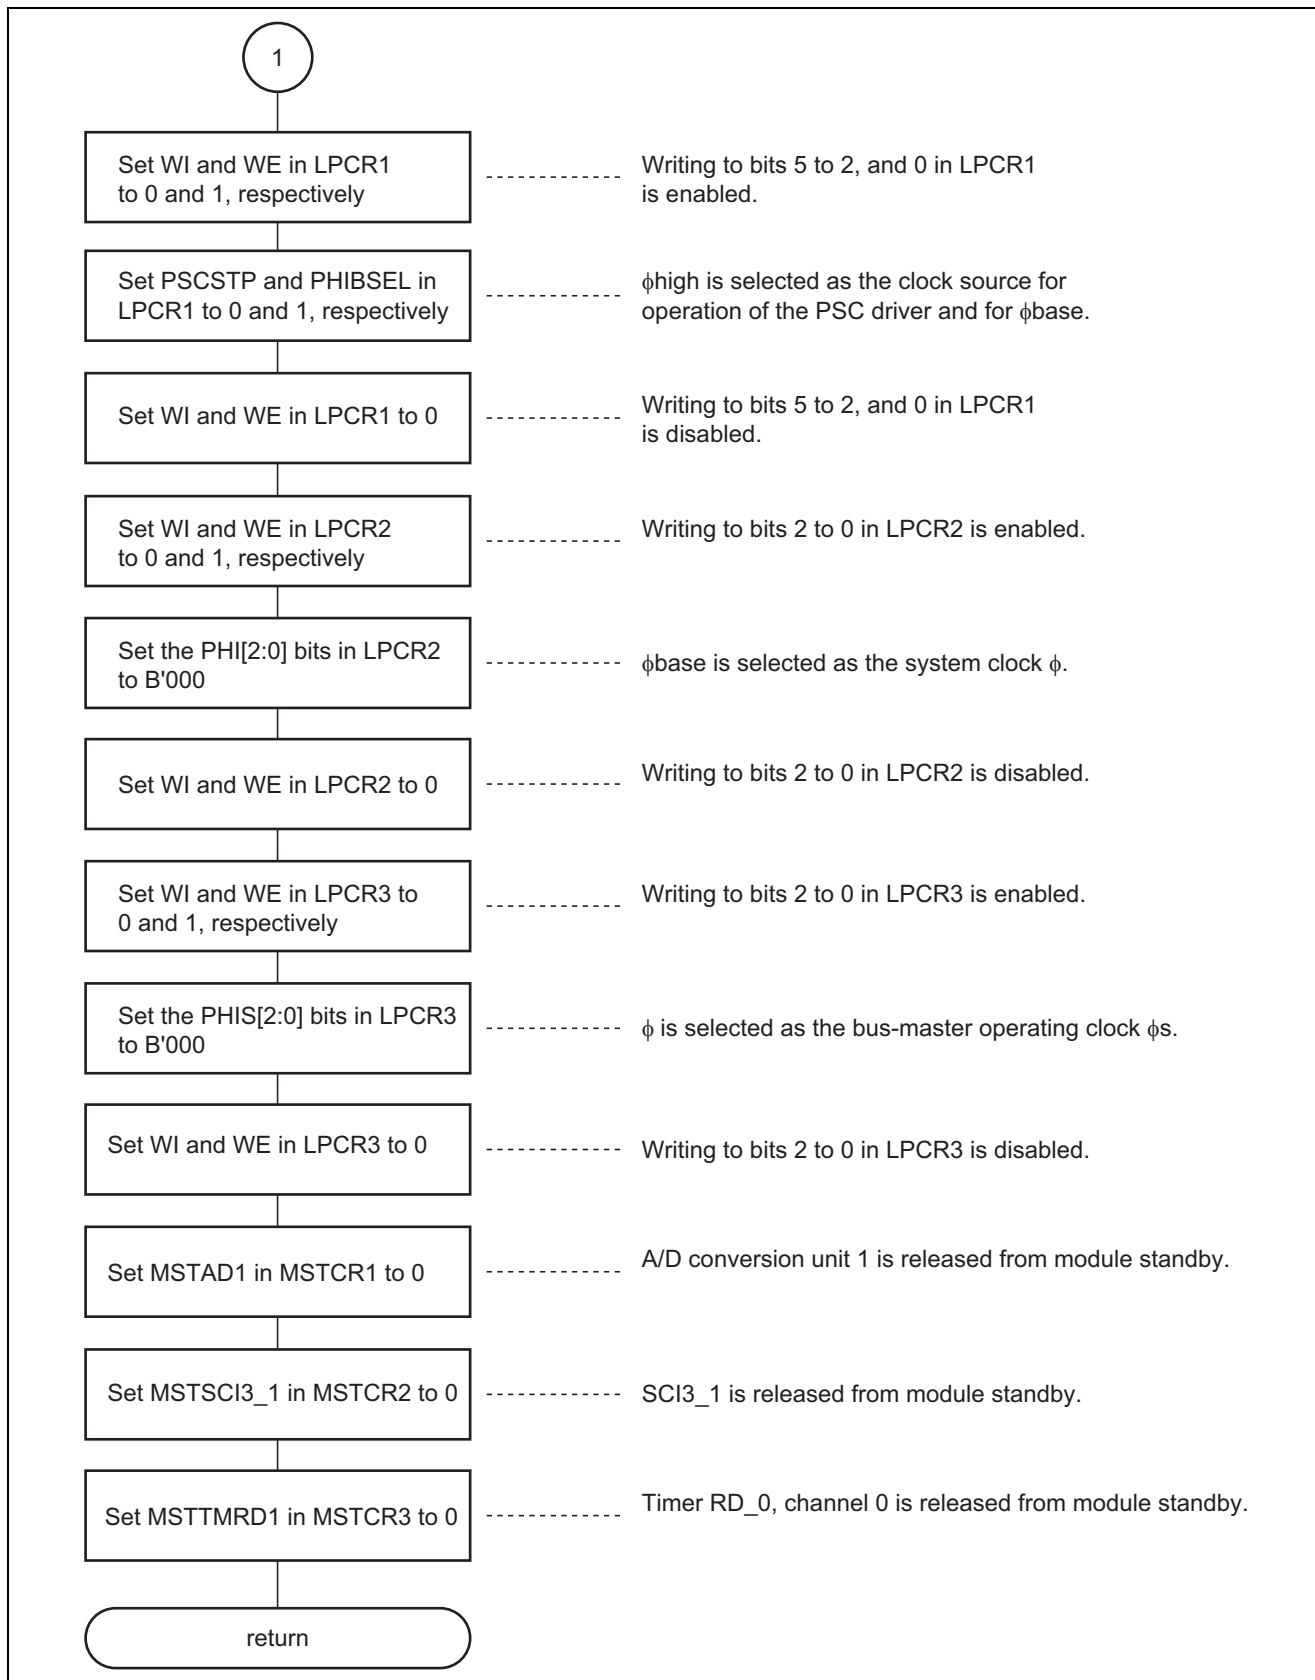 1
Set WI and WE in LPCR1
to 0 and 1, respectively
Writing to bits 5 to 2, and 0 in LPCR1
is enabled.
Set PSCSTP and PHIBSEL in
LPCR1 to 0 and 1, respectively
ϕhigh is selected as the clock source for
operation of the PSC driver and for ϕbase.
Set WI and WE in LPCR1 to 0
Writing to bits 5 to 2, and 0 in LPCR1
is disabled.
Set WI and WE in LPCR2
to 0 and 1, respectively
Writing to bits 2 to 0 in LPCR2 is enabled.
Set the PHI[2:0] bits in LPCR2
to B'000
ϕbase is selected as the system clock ϕ.
Set WI and WE in LPCR2 to 0
Writing to bits 2 to 0 in LPCR2 is disabled.
Set WI and WE in LPCR3 to
0 and 1, respectively
Writing to bits 2 to 0 in LPCR3 is enabled.
Set the PHIS[2:0] bits in LPCR3
to B'000
ϕ is selected as the bus-master operating clock ϕs.
Set WI and WE in LPCR3 to 0
Writing to bits 2 to 0 in LPCR3 is disabled.
Set MSTAD1 in MSTCR1 to 0
A/D conversion unit 1 is released from module standby.
Set MSTSCI3_1 in MSTCR2 to 0
SCI3_1 is released from module standby.
Set MSTTMRD1 in MSTCR3 to 0
Timer RD_0, channel 0 is released from module standby.
return